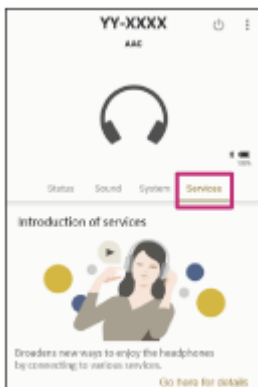 YY-XXXX
AAC
100%
Status Sound System Services
Introduction of services
Broadens new ways to enjoy the headphones
by connecting to various services.
Go here for details